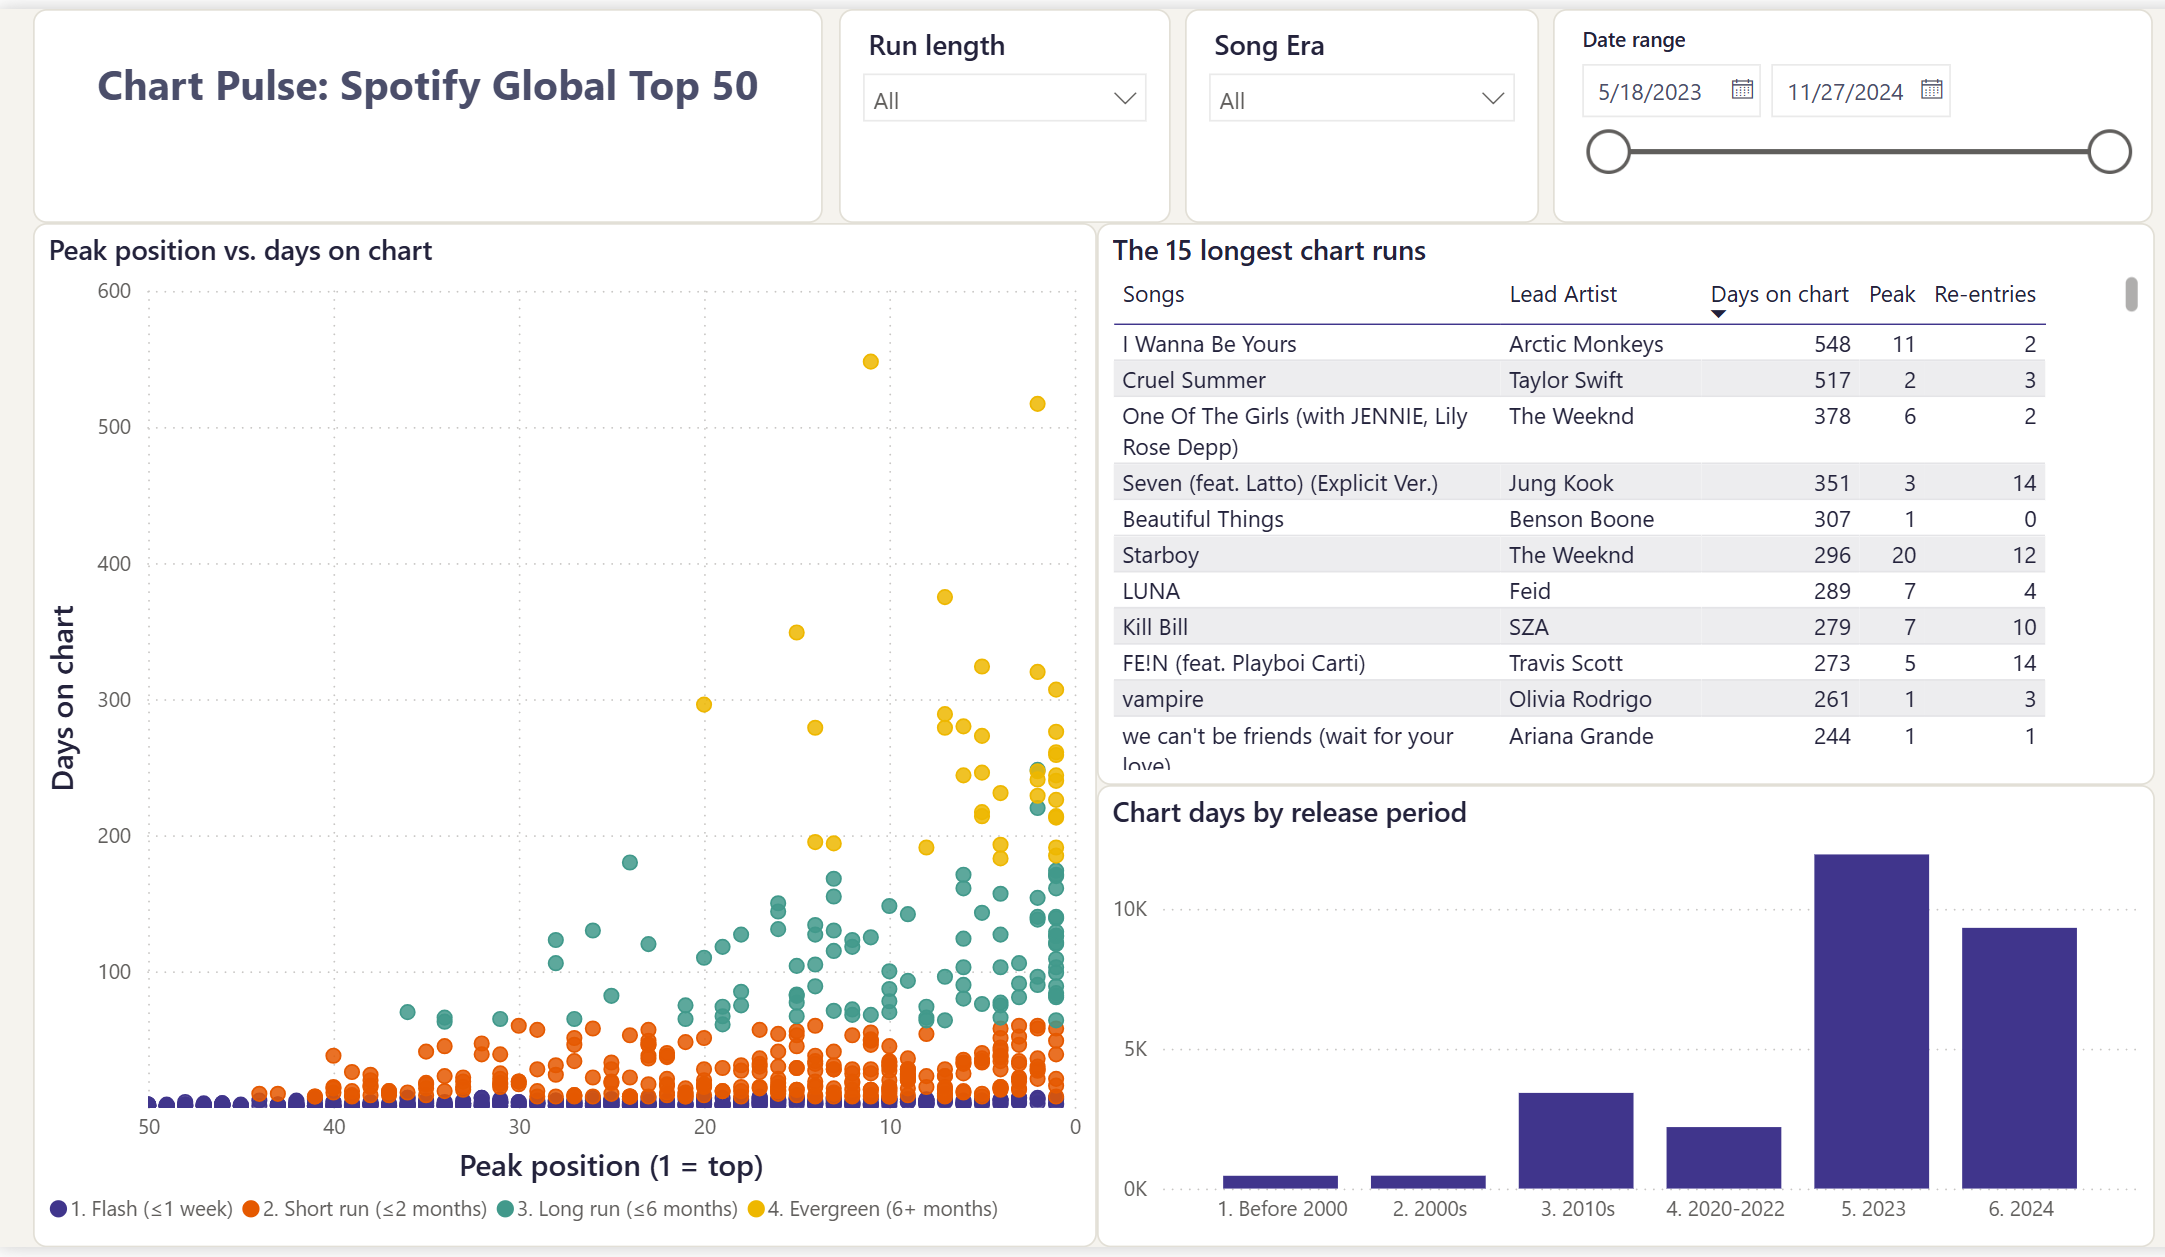 Chart Pulse: Spotify Global Top 50
Run length
All
Song Era
All
Date range
5/18/2023
11/27/2024
Peak position vs. days on chart
600
500
400
300
200
100
Days on chart
50 40 30 20 10 0
Peak position (1 = top)
1. Flash (≤1 week) 2. Short run (≤2 months) 3. Long run (≤6 months) 4. Evergreen (6+ months)
The 15 longest chart runs
Songs Lead Artist Days on chart Peak Re-entries
I Wanna Be Yours Arctic Monkeys 548 11 2
Cruel Summer Taylor Swift 517 2 3
One Of The Girls (with JENNIE, Lily The Weeknd 378 6 2
Rose Depp)
Seven (feat. Latto) (Explicit Ver.) Jung Kook 351 3 14
Beautiful Things Benson Boone 307 1 0
Starboy The Weeknd 296 20 12
LUNA Feid 289 7 4
Kill Bill SZA 279 7 10
FE!N (feat. Playboi Carti) Travis Scott 273 5 14
vampire Olivia Rodrigo 261 1 3
we can't be friends (wait for your Ariana Grande 244 1 1
love)
Chart days by release period
10K
5K
0K
1. Before 2000 2. 2000s 3. 2010s 4. 2020-2022 5. 2023 6. 2024